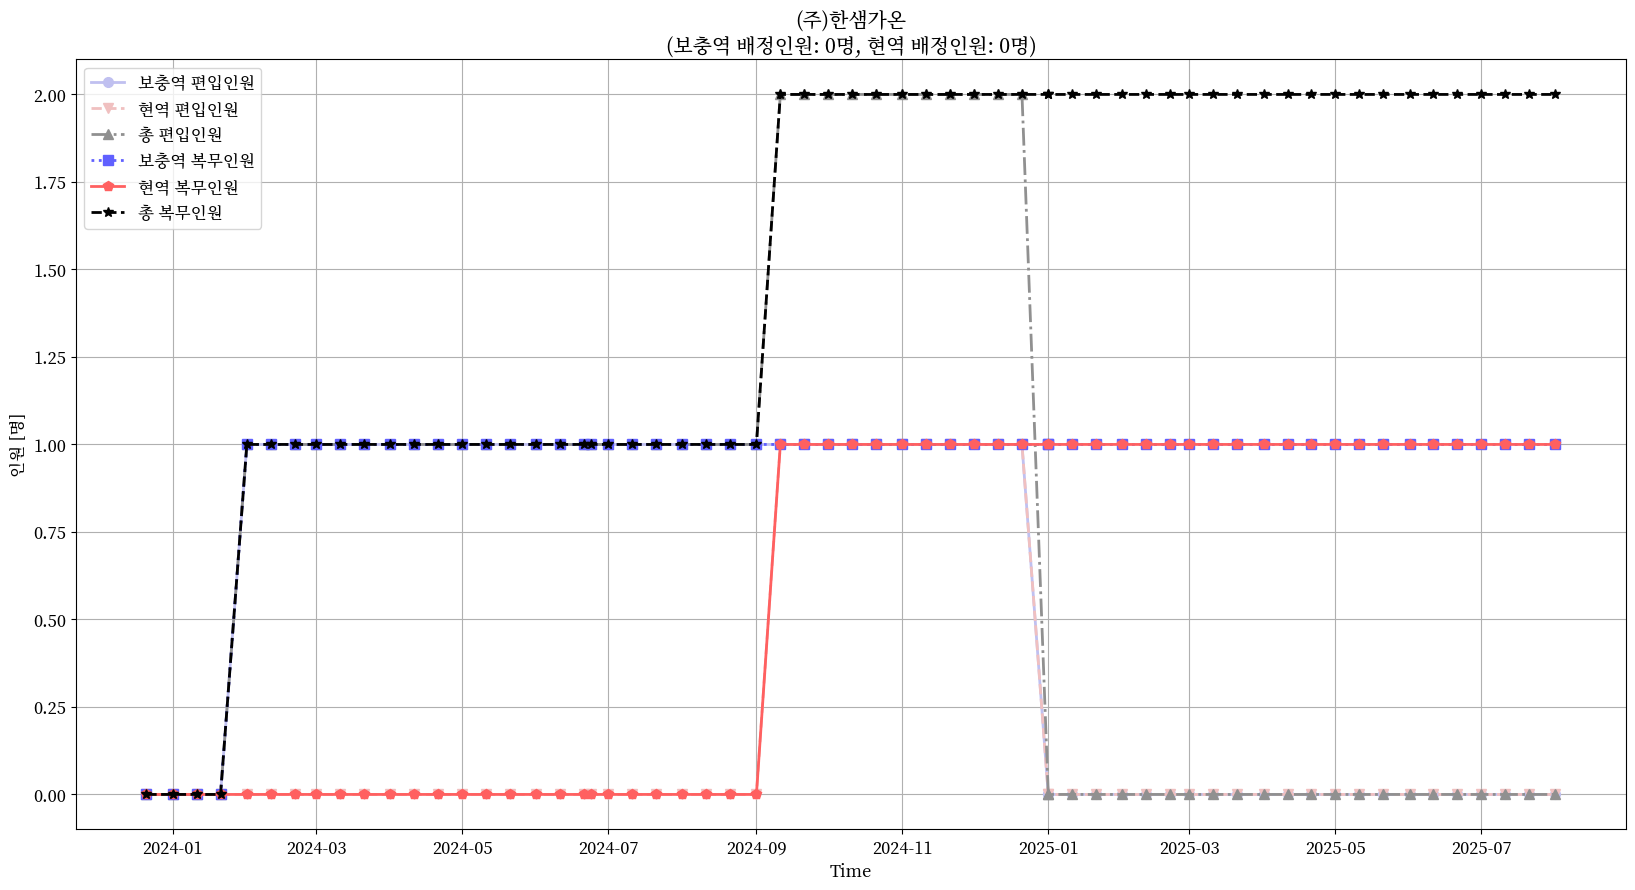 (주)한샘가온
(보충역 배정인원: 0명, 현역 배정인원: 0명)
보충역 편입인원
현역 편입인원
총 편입인원
보충역 복무인원
현역 복무인원
총 복무인원
2.00
1.75
1.50
1.25
1.00
0.75
0.50
0.25
0.00
인원 [명]
2024-01
2024-03
2024-05
2024-07
2024-09
2024-11
2025-01
2025-03
2025-05
2025-07
Time